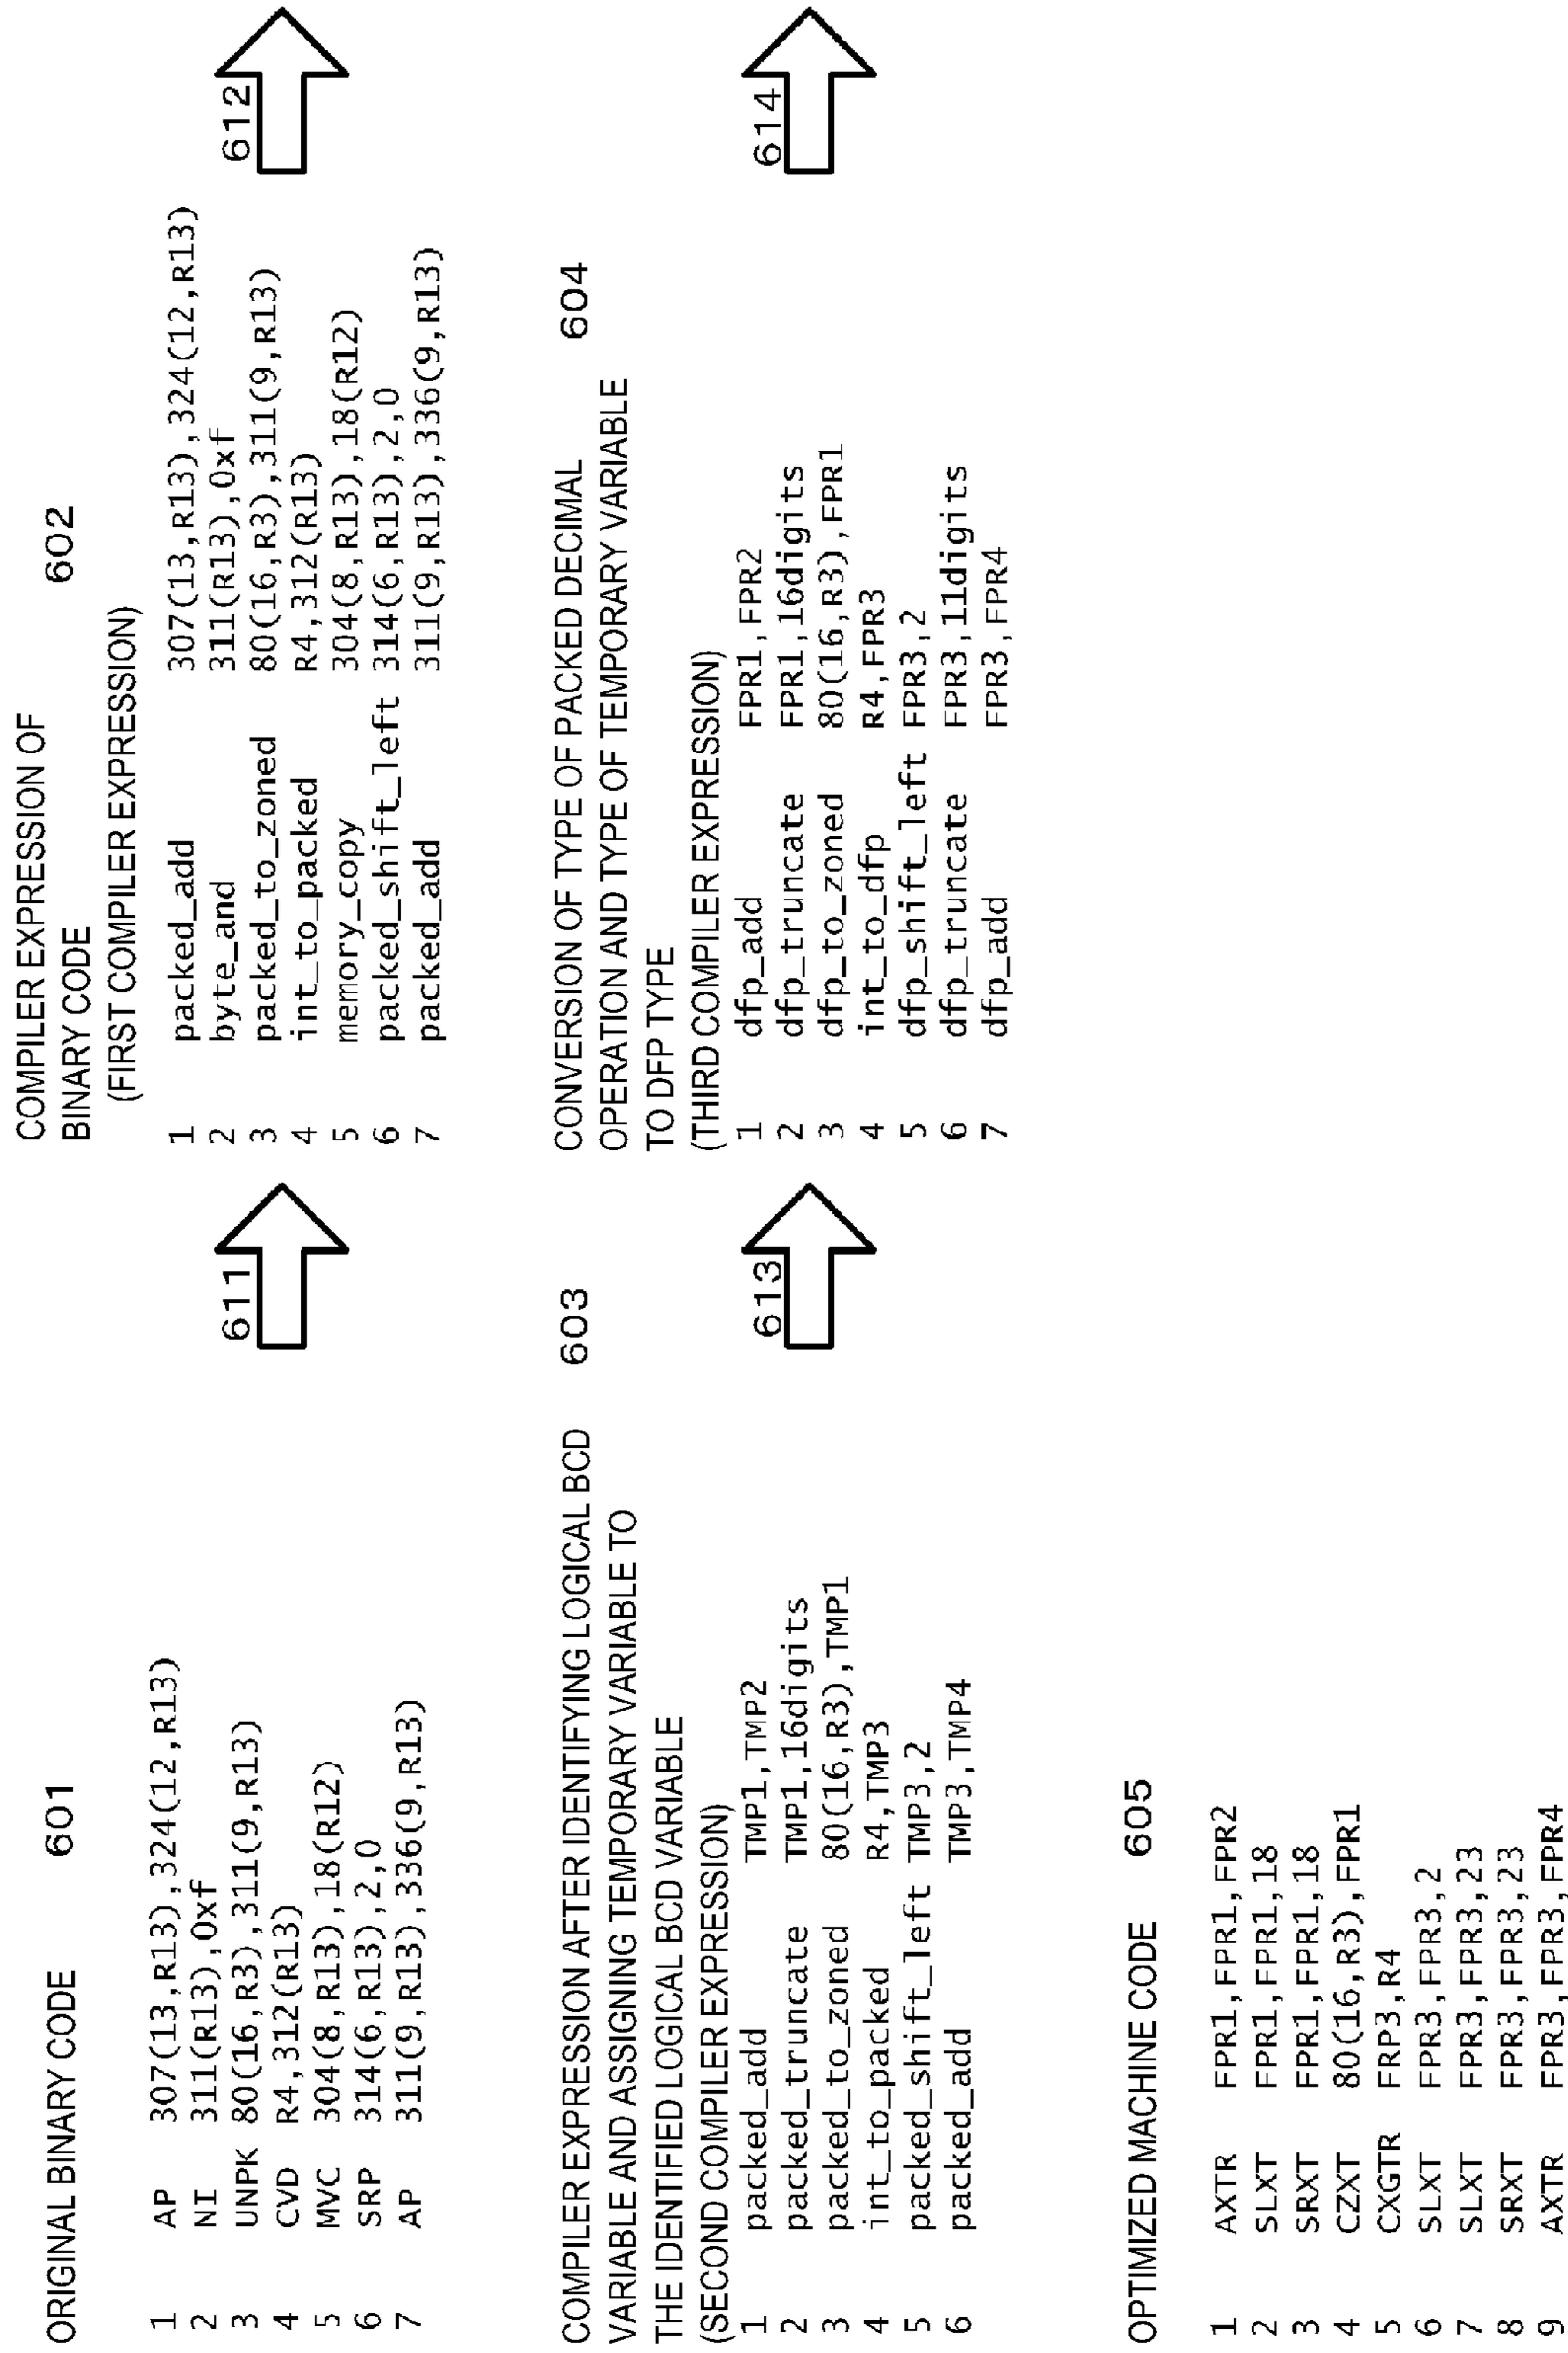 ORIGINAL BINARY CODE 601
1 AP 307(13,R13),324(12,R13)
2 NI 311(R13),0xf
3 UNPK 80(16,R3),311(9,R13)
4 CVD R4,312(R13)
5 MVC 304(8,R13),18(R12)
6 SRP 314(6,R13),2,0
7 AP 311(9,R13),336(9,R13)
611
COMPILER EXPRESSION OF
BINARY CODE 602
(FIRST COMPILER EXPRESSION)
1 packed_add 307(13,R13),324(12,R13)
2 byte_and 311(R13),0xf
3 packed_to_zoned 80(16,R3),311(9,R13)
4 int_to_packed R4,312(R13)
5 memory_copy 304(8,R13),18(R12)
6 packed_shift_left 314(6,R13),2,0
7 packed_add 311(9,R13),336(9,R13)
612
COMPILER EXPRESSION AFTER IDENTIFYING LOGICAL BCD 603
VARIABLE AND ASSIGNING TEMPORARY VARIABLE TO
THE IDENTIFIED LOGICAL BCD VARIABLE
(SECOND COMPILER EXPRESSION)
1 packed_add TMP1,TMP2
2 packed_truncate TMP1,16digits
3 packed_to_zoned 80(16,R3),TMP1
4 int_to_packed R4,TMP3
5 packed_shift_left TMP3,2
6 packed_add TMP3,TMP4
613
CONVERSION OF TYPE OF PACKED DECIMAL 604
OPERATION AND TYPE OF TEMPORARY VARIABLE
TO DFP TYPE
(THIRD COMPILER EXPRESSION)
1 dfp_add FPR1,FPR2
2 dfp_truncate FPR1,16digits
3 dfp_to_zoned 80(16,R3),FPR1
4 int_to_dfp R4,FPR3
5 dfp_shift_left FPR3,2
6 dfp_truncate FPR3,11digits
7 dfp_add FPR3,FPR4
614
OPTIMIZED MACHINE CODE 605
1 AXTR FPR1,FPR1,FPR2
2 SLXT FPR1,FPR1,18
3 SRXT FPR1,FPR1,18
4 CZXT 80(16,R3),FPR1
5 CXGTR FRP3,R4
6 SLXT FPR3,FPR3,2
7 SLXT FPR3,FPR3,23
8 SRXT FPR3,FPR3,23
9 AXTR FPR3,FPR3,FPR4